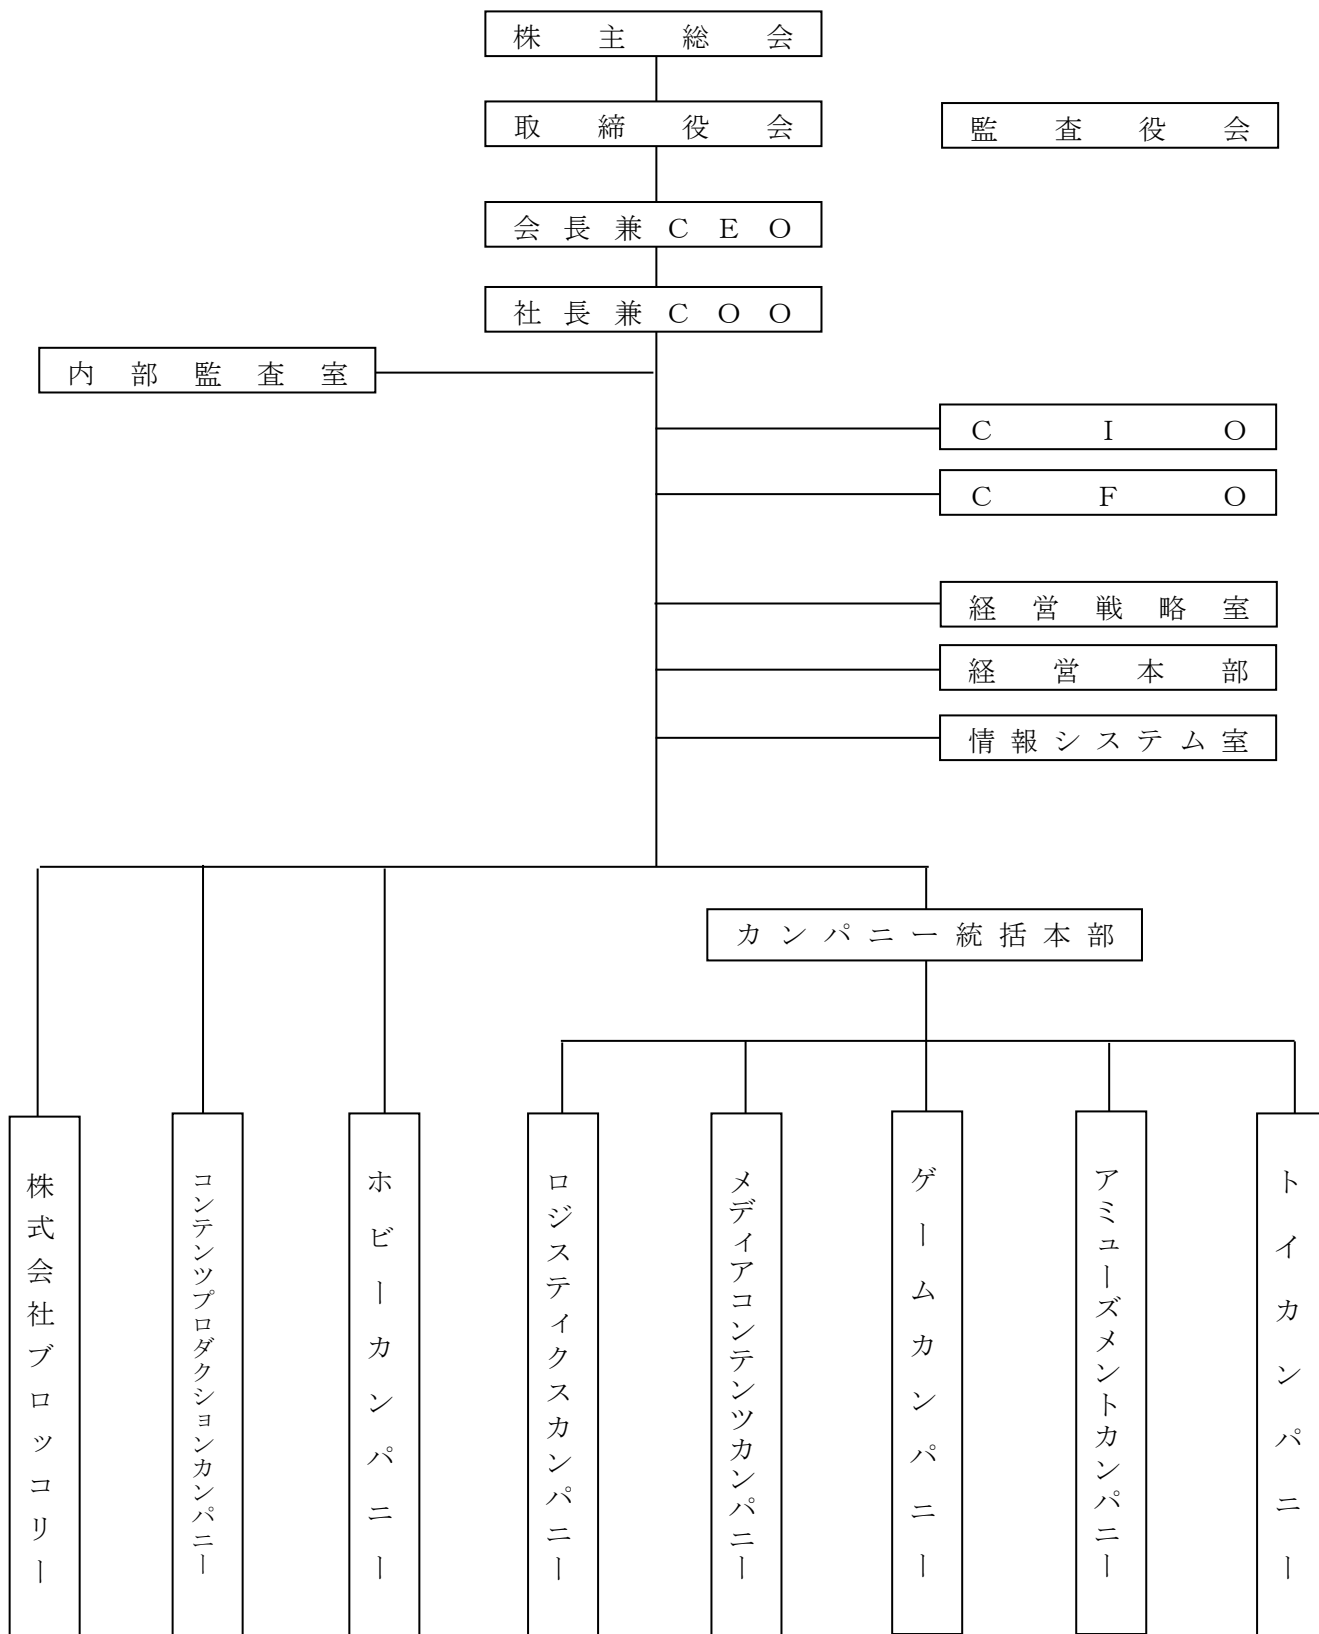 株主総会
取締役会
監査役会
会長兼ＣＥＯ
社長兼ＣＯＯ
内部監査室
ＣＩＯ
ＣＦＯ
経営戦略室
経営本部
情報システム室
カンパニー統括本部
株式会社ブロッコリー
コンテンツプロダクションカンパニー
ホビーカンパニー
ロジスティクスカンパニー
メディアコンテンツカンパニー
ゲームカンパニー
アミューズメントカンパニー
トイカンパニー